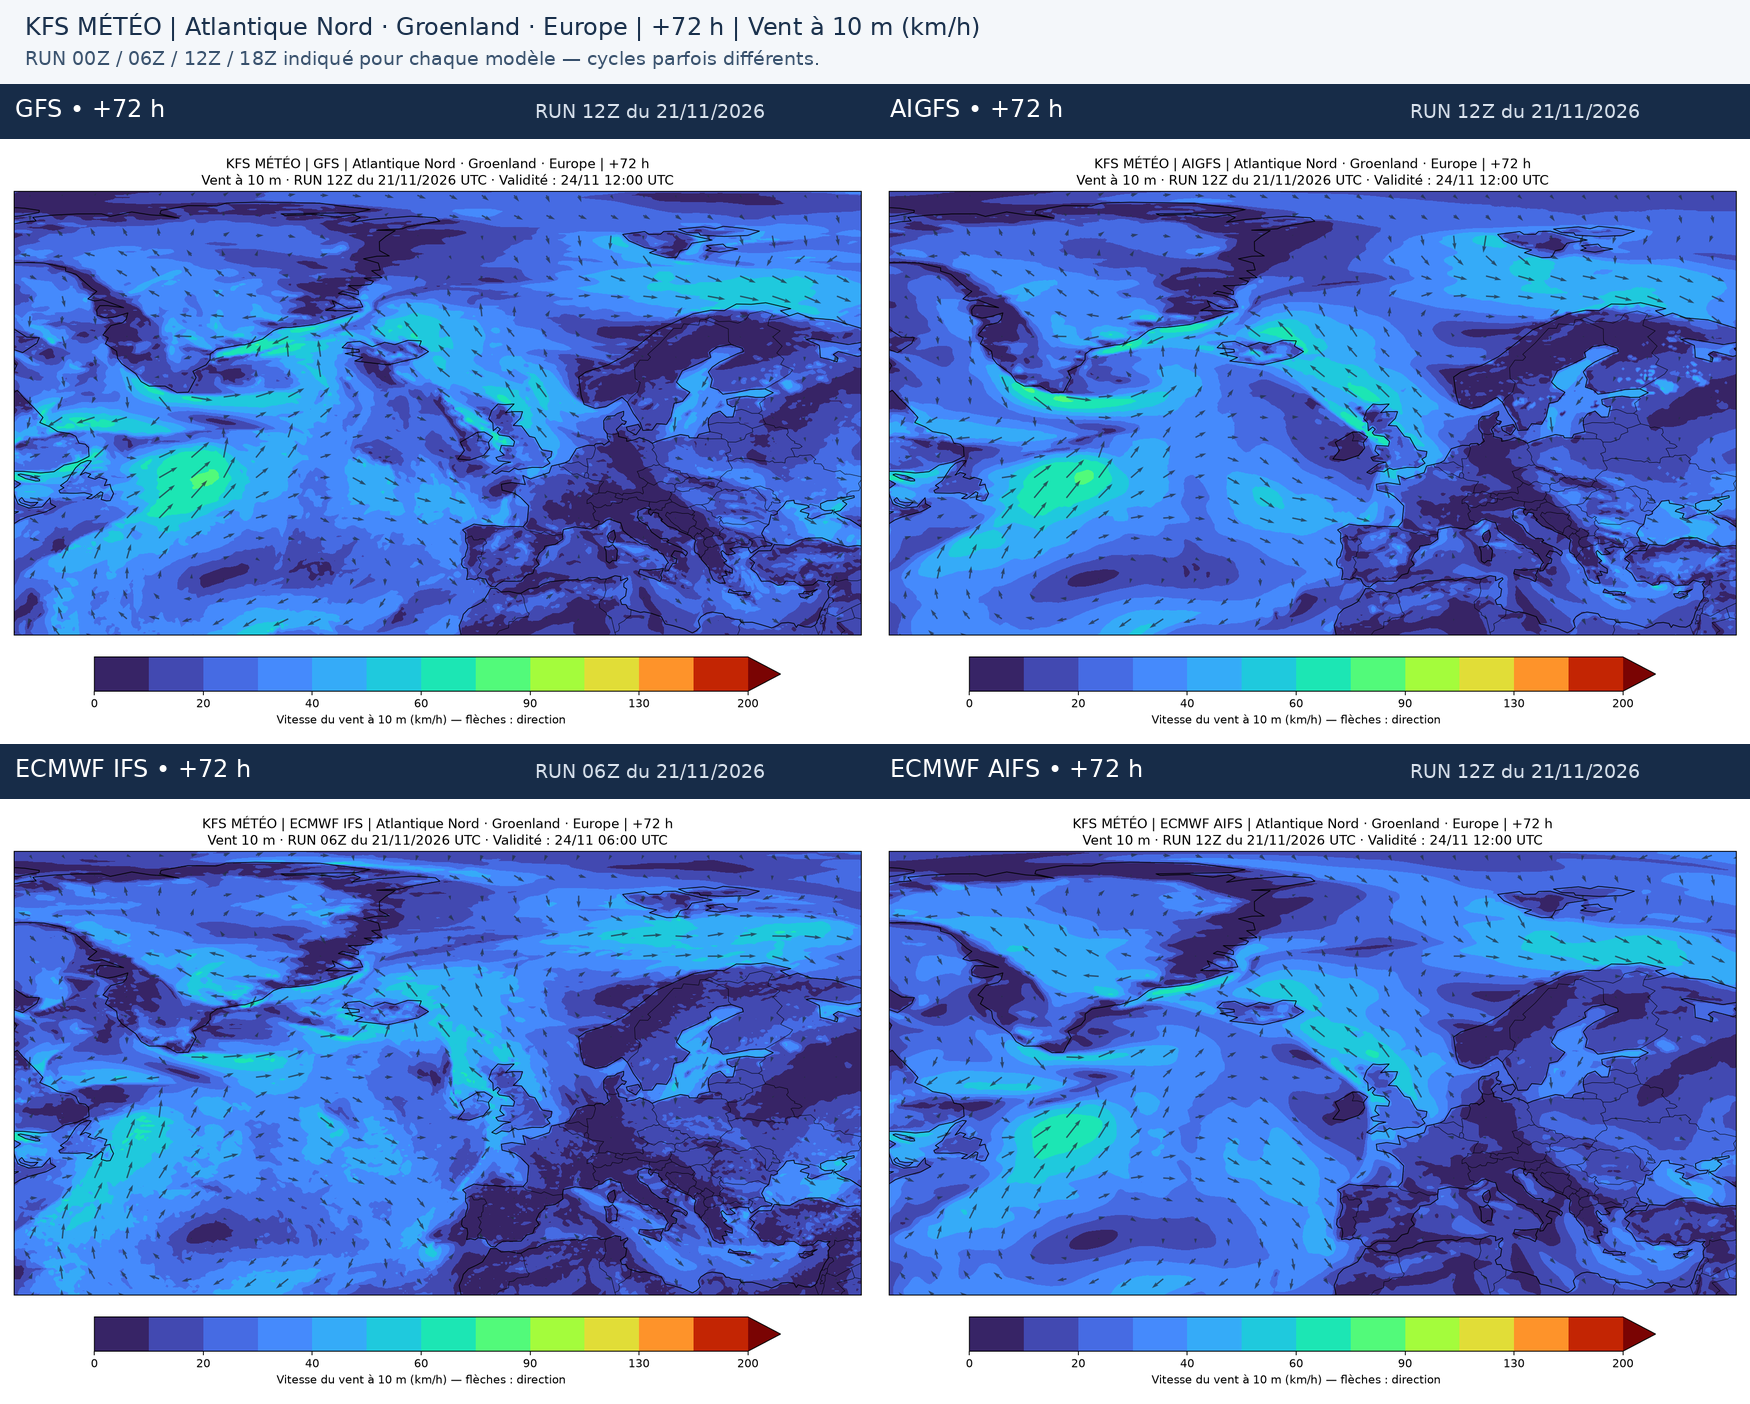 KFS MÉTÉO | Atlantique Nord · Groenland · Europe | +72 h | Vent à 10 m (km/h)
RUN 00Z / 06Z / 12Z / 18Z indiqué pour chaque modèle — cycles parfois différents.
GFS • +72 h
RUN 12Z du 21/11/2026
KFS MÉTÉO | GFS | Atlantique Nord · Groenland · Europe | +72 h
Vent à 10 m · RUN 12Z du 21/11/2026 UTC · Validité : 24/11 12:00 UTC
0 20 40 60 90 130 200
Vitesse du vent à 10 m (km/h) — flèches : direction
AIGFS • +72 h
RUN 12Z du 21/11/2026
KFS MÉTÉO | AIGFS | Atlantique Nord · Groenland · Europe | +72 h
Vent à 10 m · RUN 12Z du 21/11/2026 UTC · Validité : 24/11 12:00 UTC
0 20 40 60 90 130 200
Vitesse du vent à 10 m (km/h) — flèches : direction
ECMWF IFS • +72 h
RUN 06Z du 21/11/2026
KFS MÉTÉO | ECMWF IFS | Atlantique Nord · Groenland · Europe | +72 h
Vent 10 m · RUN 06Z du 21/11/2026 UTC · Validité : 24/11 06:00 UTC
0 20 40 60 90 130 200
Vitesse du vent à 10 m (km/h) — flèches : direction
ECMWF AIFS • +72 h
RUN 12Z du 21/11/2026
KFS MÉTÉO | ECMWF AIFS | Atlantique Nord · Groenland · Europe | +72 h
Vent 10 m · RUN 12Z du 21/11/2026 UTC · Validité : 24/11 12:00 UTC
0 20 40 60 90 130 200
Vitesse du vent à 10 m (km/h) — flèches : direction